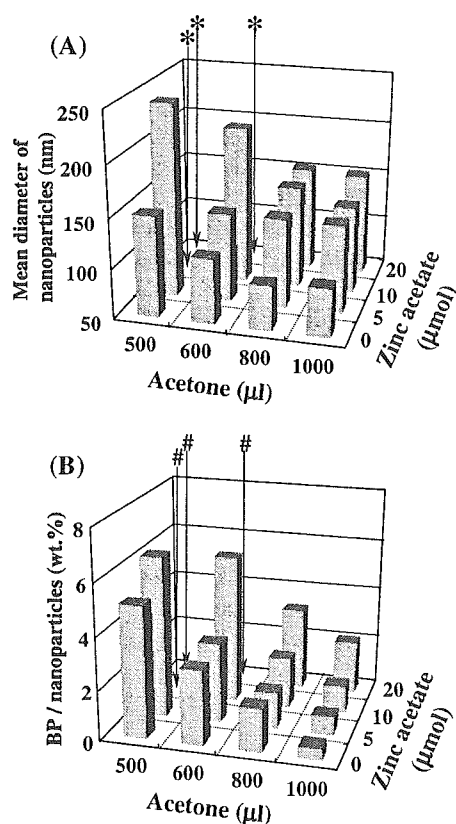 (A)
*
*
*
250
200
150
100
50
Mean diameter of
nanoparticles (nm)
500
600
800
1000
Acetone (μl)
0
5
10
20
Zinc acetate
(μmol)
(B)
#
#
#
8
6
4
2
0
BP / nanoparticles (wt.%)
500
600
800
1000
Acetone (μl)
0
5
10
20
Zinc acetate
(μmol)